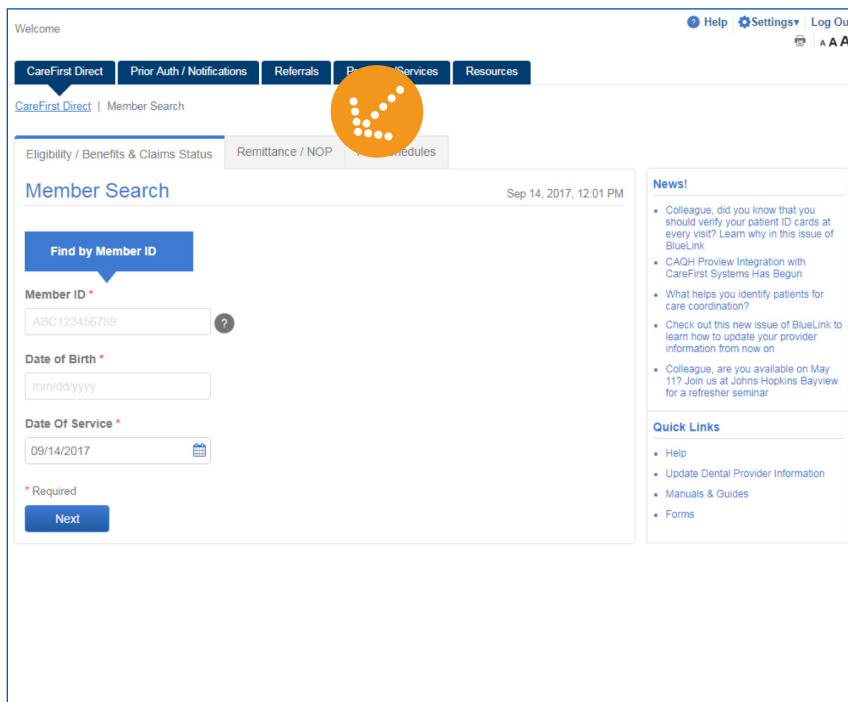 Welcome
Help Settings▾ Log Ou
A A A
CareFirst Direct Prior Auth / Notifications Referrals /Services Resources
CareFirst Direct | Member Search
Eligibility / Benefits & Claims Status Remittance / NOP
Member Search
Sep 14, 2017, 12:01 PM
Find by Member ID
Member ID *
ABC123456789
?
Date of Birth *
mm/dd/yyyy
Date Of Service *
09/14/2017
* Required
Next
News!
• Colleague, did you know that you
should verify your patient ID cards at
every visit? Learn why in this issue of
BlueLink
• CAQH Proview Integration with
CareFirst Systems Has Begun
• What helps you identify patients for
care coordination?
• Check out this new issue of BlueLink to
learn how to update your provider
information from now on
• Colleague, are you available on May
11? Join us at Johns Hopkins Bayview
for a refresher seminar
Quick Links
• Help
• Update Dental Provider Information
• Manuals & Guides
• Forms